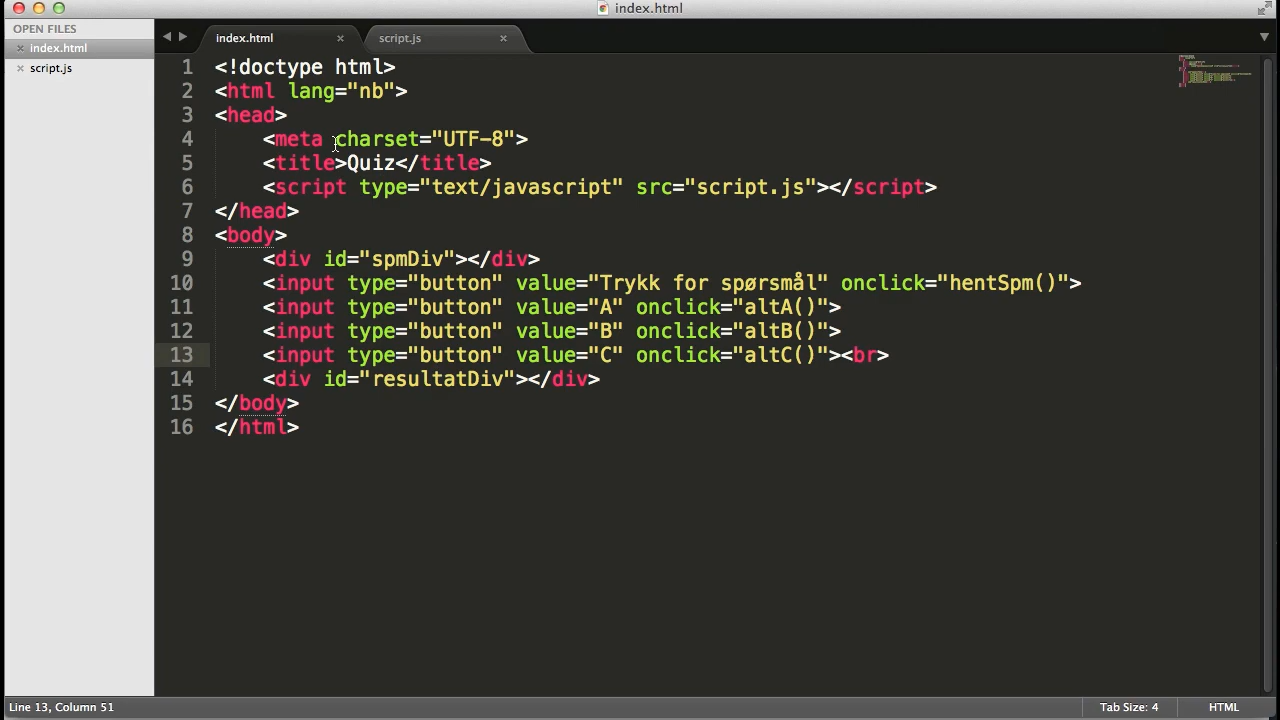 index.html
OPEN FILES
index.html
script.js
index.html
script.js
1 <!doctype html>
2 <html lang="nb">
3 <head>
4     <meta charset="UTF-8">
5     <title>Quiz</title>
6     <script type="text/javascript" src="script.js"></script>
7 </head>
8 <body>
9     <div id="spmDiv"></div>
10     <input type="button" value="Trykk for spørsmål" onclick="hentSpm()">
11     <input type="button" value="A" onclick="altA()">
12     <input type="button" value="B" onclick="altB()">
13     <input type="button" value="C" onclick="altC()"><br>
14     <div id="resultatDiv"></div>
15 </body>
16 </html>
Line 13, Column 51
Tab Size: 4
HTML